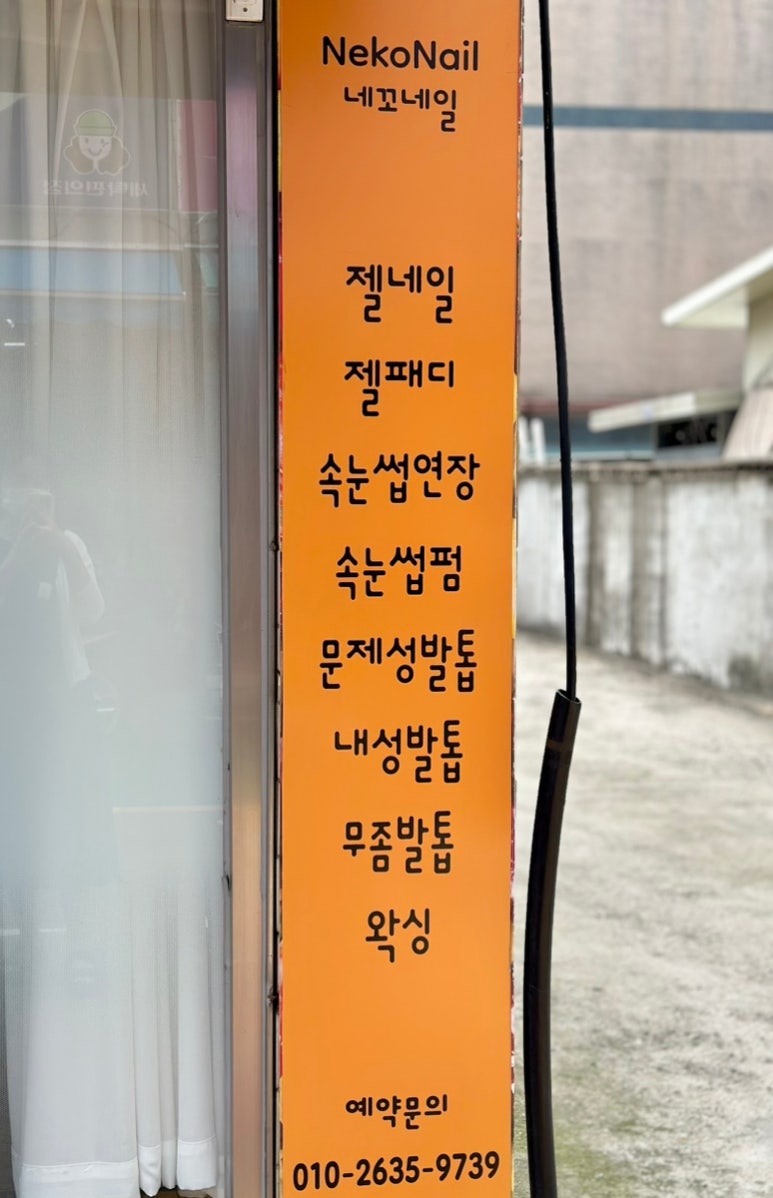 NekoNail
네꼬네일
젤네일
젤패디
속눈썹연장
속눈썹펌
문제성발톱
내성발톱
무좀발톱
왁싱
예약문의
010-2635-9739